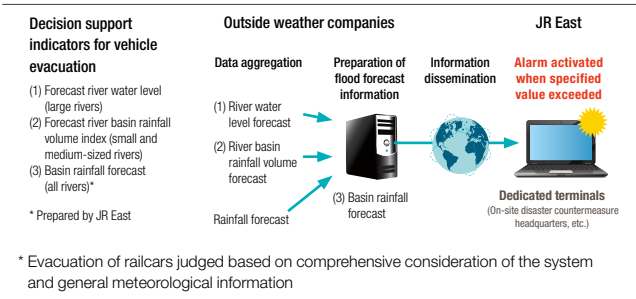 Decision support
indicators for vehicle
evacuation
(1) Forecast river water level
(large rivers)
(2) Forecast river basin rainfall
volume index (small and
medium-sized rivers)
(3) Basin rainfall forecast
(all rivers)*
* Prepared by JR East
Outside weather companies
Data aggregation
(1) River water
level forecast
(2) River basin
rainfall volume
forecast
Rainfall forecast
Preparation of
flood forecast
information
(3) Basin rainfall
forecast
Information
dissemination
JR East
Alarm activated
when specified
value exceeded
Dedicated terminals
(On-site disaster countermeasure
headquarters, etc.)
* Evacuation of railcars judged based on comprehensive consideration of the system
and general meteorological information